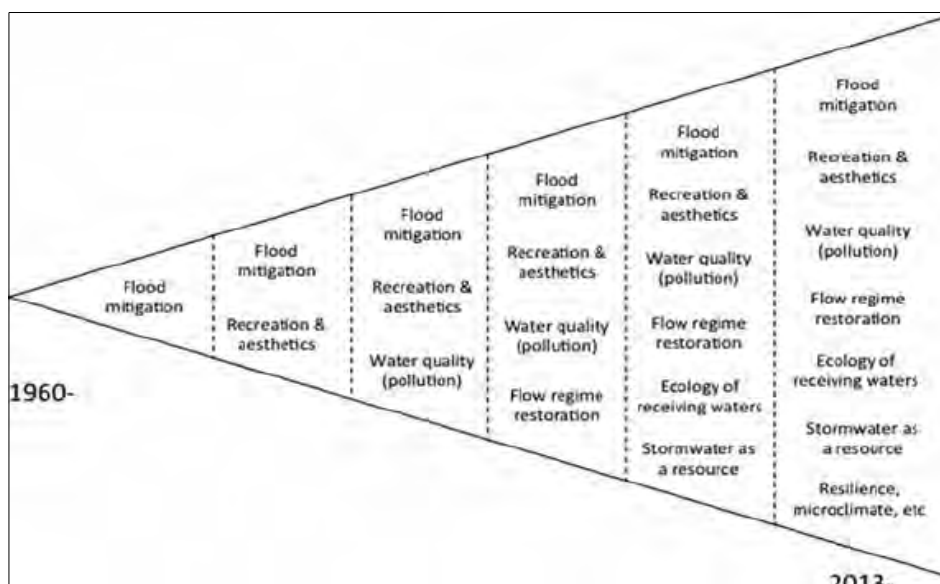 Flood
mitigation
Flood
mitigation
Recreation &
aesthetics
Flood
mitigation
Recreation &
aesthetics
Water quality
(pollution)
Flood
mitigation
Recreation &
aesthetics
Water quality
(pollution)
Flow regime
restoration
Flood
mitigation
Recreation &
aesthetics
Water quality
(pollution)
Flow regime
restoration
Ecology of
receiving waters
Stormwater as
a resource
Flood
mitigation
Recreation &
aesthetics
Water quality
(pollution)
Flow regime
restoration
Ecology of
receiving waters
Stormwater as
a resource
Resilience,
microclimate, etc
1960-
2013-